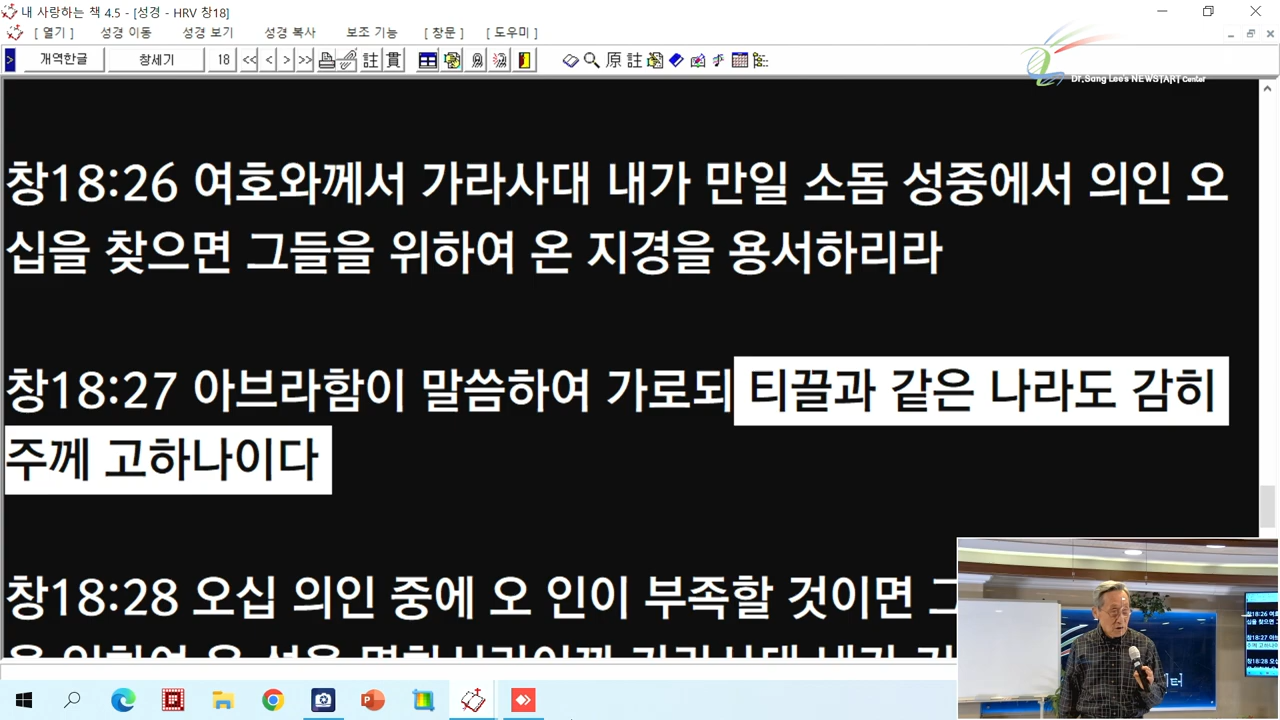 내 사랑하는 책 4.5 - [성경 - HRV 창18]
[ 열기 ] 성경 이동 성경 보기 성경 복사 보조 기능 [ 창문 ] [ 도우미 ]
개역한글 창세기 18 << < > >> 註 貫 原 註
Dr.Sang Lee's NEWSTART Center
창18:26 여호와께서 가라사대 내가 만일 소돔 성중에서 의인 오
십을 찾으면 그들을 위하여 온 지경을 용서하리라
창18:27 아브라함이 말씀하여 가로되 티끌과 같은 나라도 감히
주께 고하나이다
창18:28 오십 의인 중에 오 인이 부족할 것이면